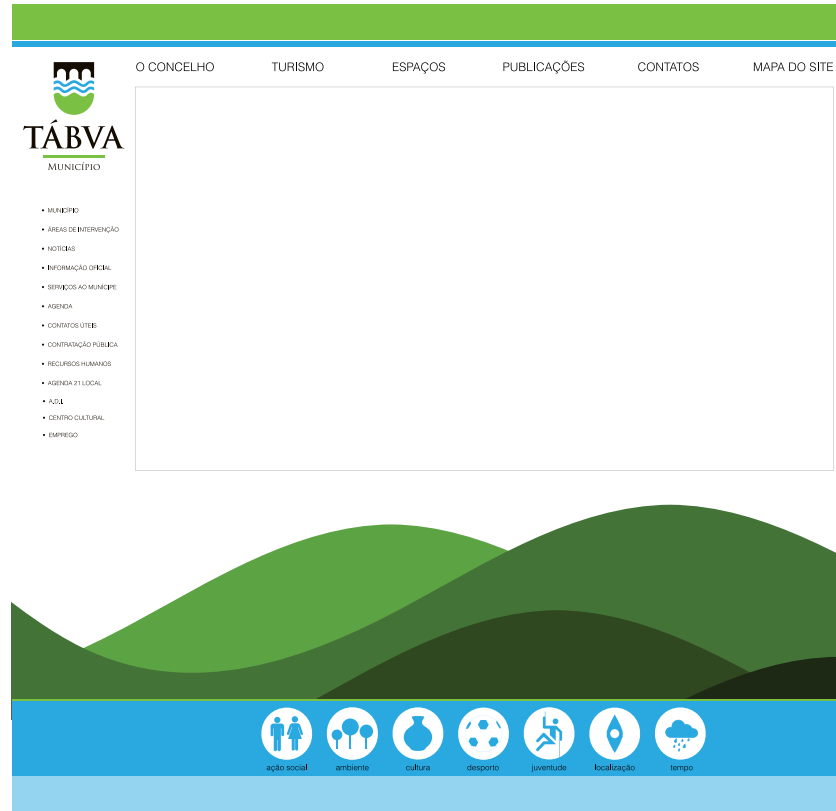 O CONCELHO TURISMO ESPAÇOS PUBLICAÇÕES CONTATOS MAPA DO SITE
TÁBVA
MUNICÍPIO
• MUNICÍPIO
• ÁREAS DE INTERVENÇÃO
• NOTÍCIAS
• INFORMAÇÃO OFICIAL
• SERVIÇOS AO MUNÍCIPE
• AGENDA
• CONTATOS ÚTEIS
• CONTRATAÇÃO PÚBLICA
• RECURSOS HUMANOS
• AGENDA 21 LOCAL
• A.D.I.
• CENTRO CULTURAL
• EMPREGO
ação social ambiente cultura desporto juventude localização tempo